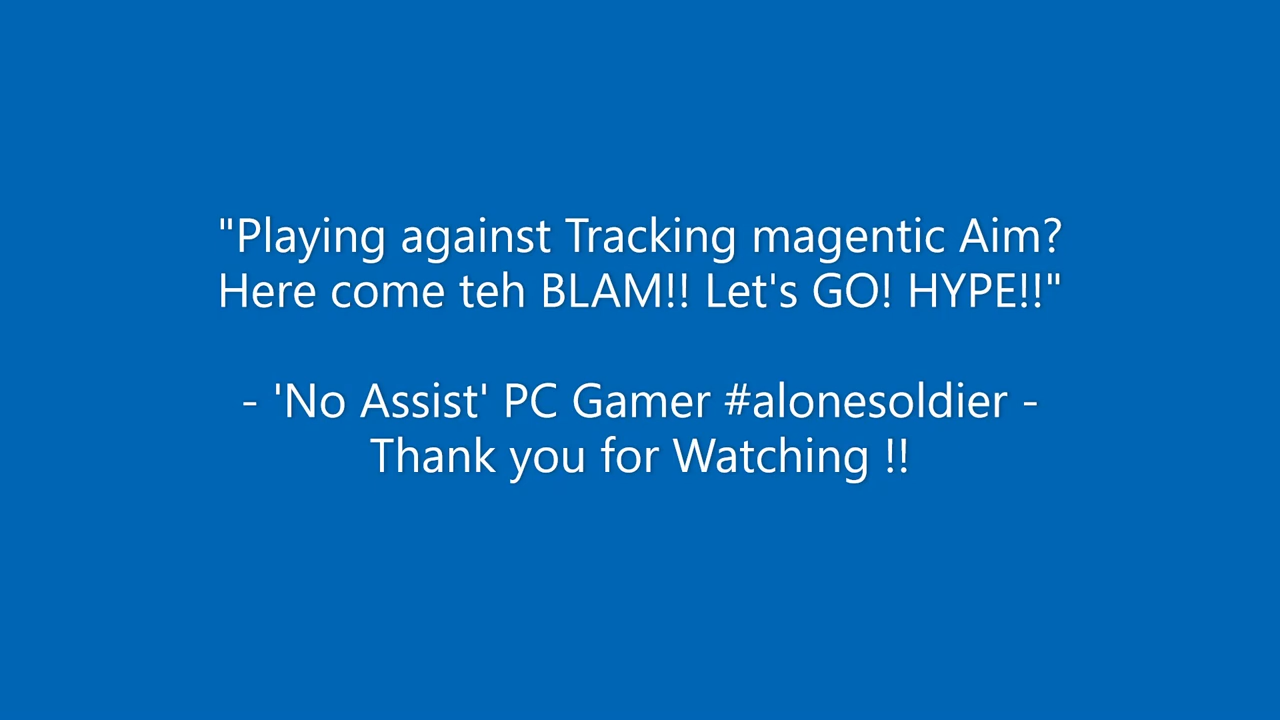 "Playing against Tracking magentic Aim?
Here come teh BLAM!! Let's GO! HYPE!!"
- 'No Assist' PC Gamer #alonesoldier -
Thank you for Watching !!